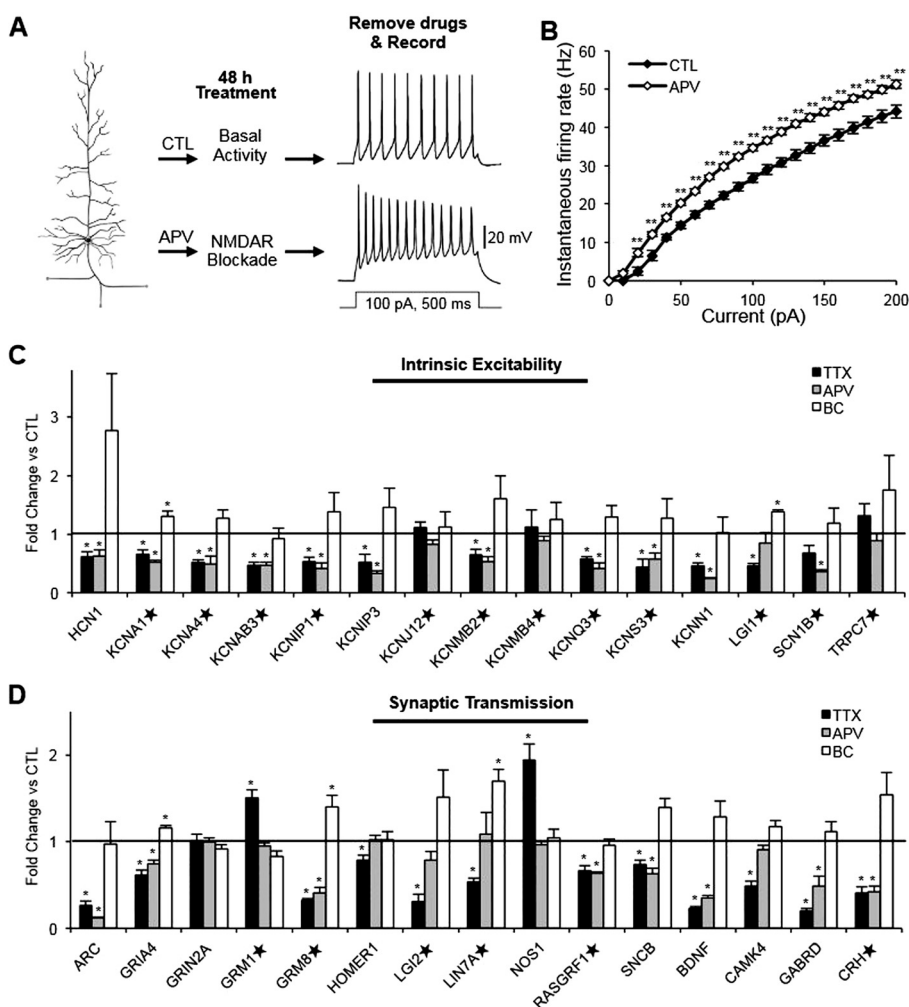 A
Remove drugs
& Record
48 h
Treatment
CTL
Basal
Activity
APV
NMDAR
Blockade
20 mV
100 pA, 500 ms
B
Instantaneous firing rate (Hz)
60
50
40
30
20
10
0
CTL
APV
** ** ** ** ** ** ** ** ** ** ** ** ** ** ** ** ** ** **
0 50 100 150 200
Current (pA)
C
Intrinsic Excitability
TTX
APV
BC
Fold Change vs CTL
3
2
1
0
* * * * * * * * * * * * * * * * * * * * * * * *
HCN1 KCNA1★ KCNA4★ KCNAB3★ KCNIP1★ KCNIP3 KCNJ12★ KCNMB2★ KCNMB4★ KCNQ3★ KCNS3★ KCNN1 LGI1★ SCN1B★ TRPC7★
D
Synaptic Transmission
TTX
APV
BC
Fold Change vs CTL
2
1
0
* * * * * * * * * * * * * * * * * * * * * * * * *
ARC GRIA4 GRIN2A GRM1★ GRM8★ HOMER1 LGI2★ LIN7A★ NOS1 RASGRF1★ SNCB BDNF CAMK4 GABRD CRH★